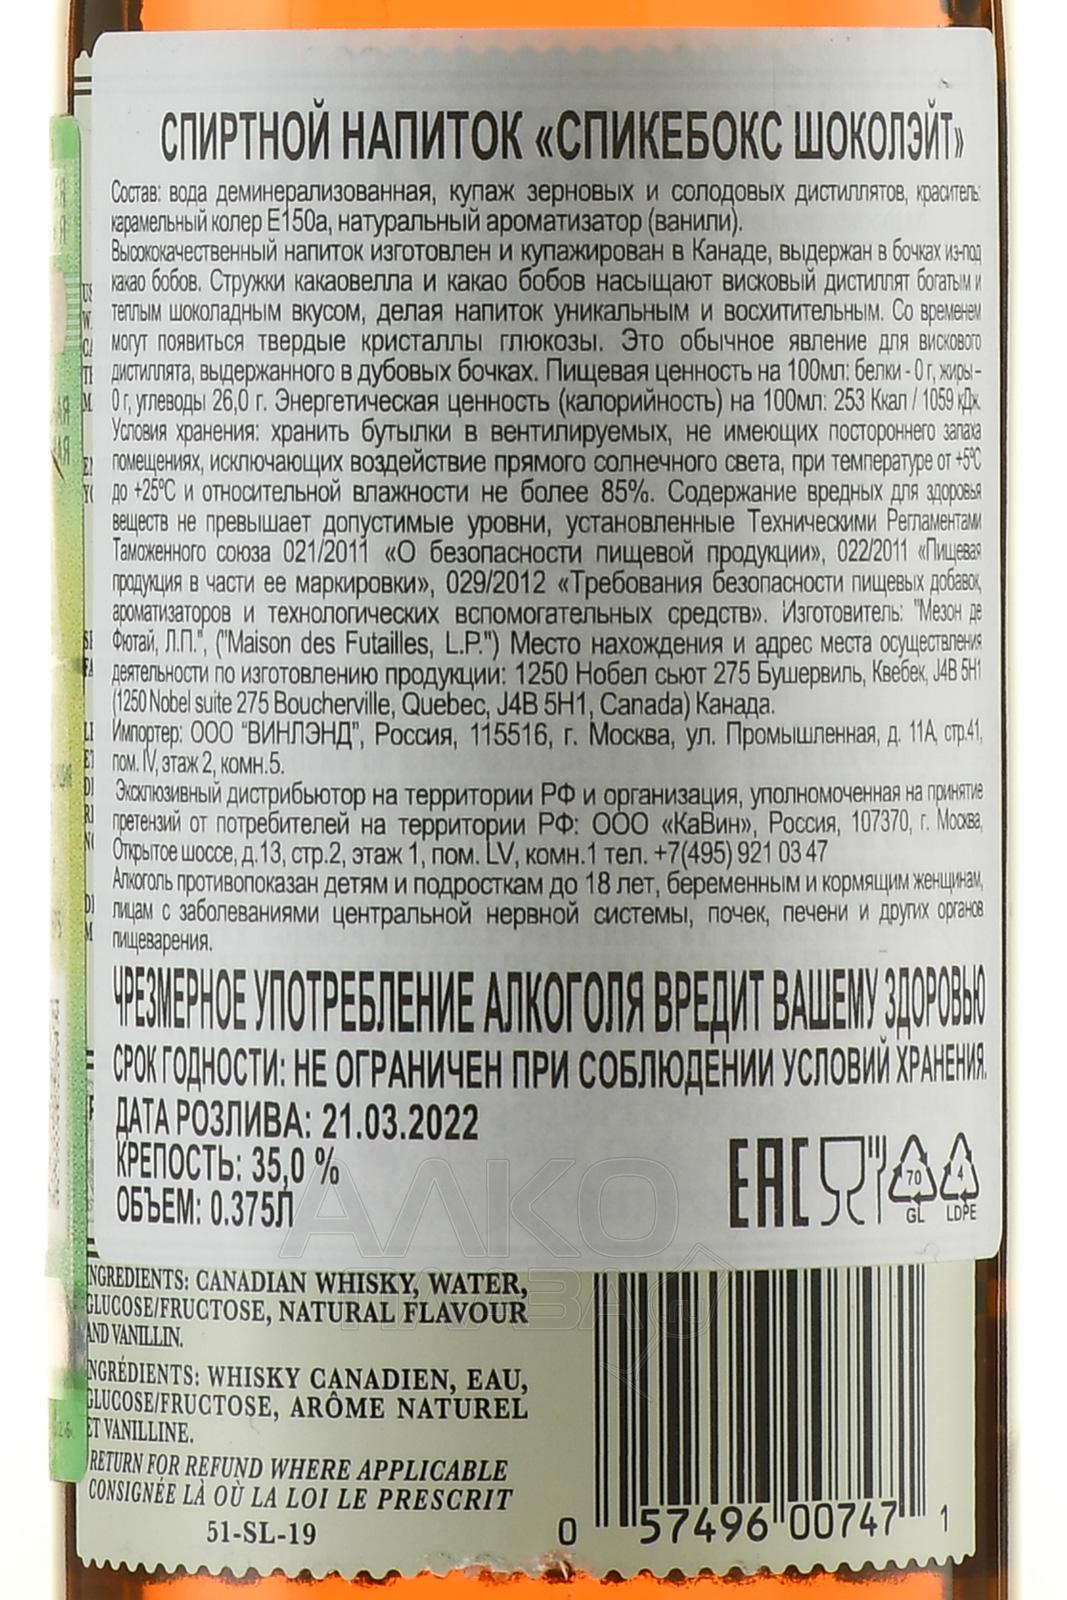 СПИРТНОЙ НАПИТОК «СПИКЕБОКС ШОКОЛЭЙТ»
Состав: вода деминерализованная, купаж зерновых и солодовых дистиллятов, краситель:
карамельный колер Е150а, натуральный ароматизатор (ванили).
Высококачественный напиток изготовлен и купажирован в Канаде, выдержан в бочках из-под
какао бобов. Стружки какаовелла и какао бобов насыщают висковый дистиллят богатым и
теплым шоколадным вкусом, делая напиток уникальным и восхитительным. Со временем
могут появиться твердые кристаллы глюкозы. Это обычное явление для вискового
дистиллята, выдержанного в дубовых бочках. Пищевая ценность на 100мл: белки - 0 г, жиры –
0 г, углеводы 26,0 г. Энергетическая ценность (калорийность) на 100мл: 253 Ккал / 1059 кДж.
Условия хранения: хранить бутылки в вентилируемых, не имеющих постороннего запаха
помещениях, исключающих воздействие прямого солнечного света, при температуре от +5°С
до +25°С и относительной влажности не более 85%. Содержание вредных для здоровья
веществ не превышает допустимые уровни, установленные Техническими Регламентами
Таможенного союза 021/2011 «О безопасности пищевой продукции», 022/2011 «Пищевая
продукция в части ее маркировки», 029/2012 «Требования безопасности пищевых добавок,
ароматизаторов и технологических вспомогательных средств». Изготовитель: "Мезон де
Фютай, Л.П.", ("Maison des Futailles, L.P.") Место нахождения и адрес места осуществления
деятельности по изготовлению продукции: 1250 Нобел сьют 275 Бушервиль, Квебек, J4B 5H1
(1250 Nobel suite 275 Boucherville, Quebec, J4B 5H1, Canada) Канада.
Импортер: ООО “ВИНЛЭНД”, Россия, 115516, г. Москва, ул. Промышленная, д. 11А, стр.41,
пом. IV, этаж 2, комн.5.
Эксклюзивный дистрибьютор на территории РФ и организация, уполномоченная на принятие
претензий от потребителей на территории РФ: ООО «КаВин», Россия, 107370, г. Москва,
Открытое шоссе, д.13, стр.2, этаж 1, пом. LV, комн.1 тел. +7(495) 921 03 47
Алкоголь противопоказан детям и подросткам до 18 лет, беременным и кормящим женщинам,
лицам с заболеваниями центральной нервной системы, почек, печени и других органов
пищеварения.
ЧРЕЗМЕРНОЕ УПОТРЕБЛЕНИЕ АЛКОГОЛЯ ВРЕДИТ ВАШЕМУ ЗДОРОВЬЮ
СРОК ГОДНОСТИ: НЕ ОГРАНИЧЕН ПРИ СОБЛЮДЕНИИ УСЛОВИЙ ХРАНЕНИЯ.
ДАТА РОЗЛИВА: 21.03.2022
КРЕПОСТЬ: 35,0 %
ОБЪЕМ: 0.375Л
EAC
70
GL
4
LDPE
АЛКО
ПЛАЗА
.ru
INGREDIENTS: CANADIAN WHISKY, WATER,
GLUCOSE/FRUCTOSE, NATURAL FLAVOUR
AND VANILLIN.
INGRÉDIENTS: WHISKY CANADIEN, EAU,
GLUCOSE/FRUCTOSE, ARÔME NATUREL
ET VANILLINE.
RETURN FOR REFUND WHERE APPLICABLE
CONSIGNÉE LÀ OÙ LA LOI LE PRESCRIT
51-SL-19
0 57496 00747 1